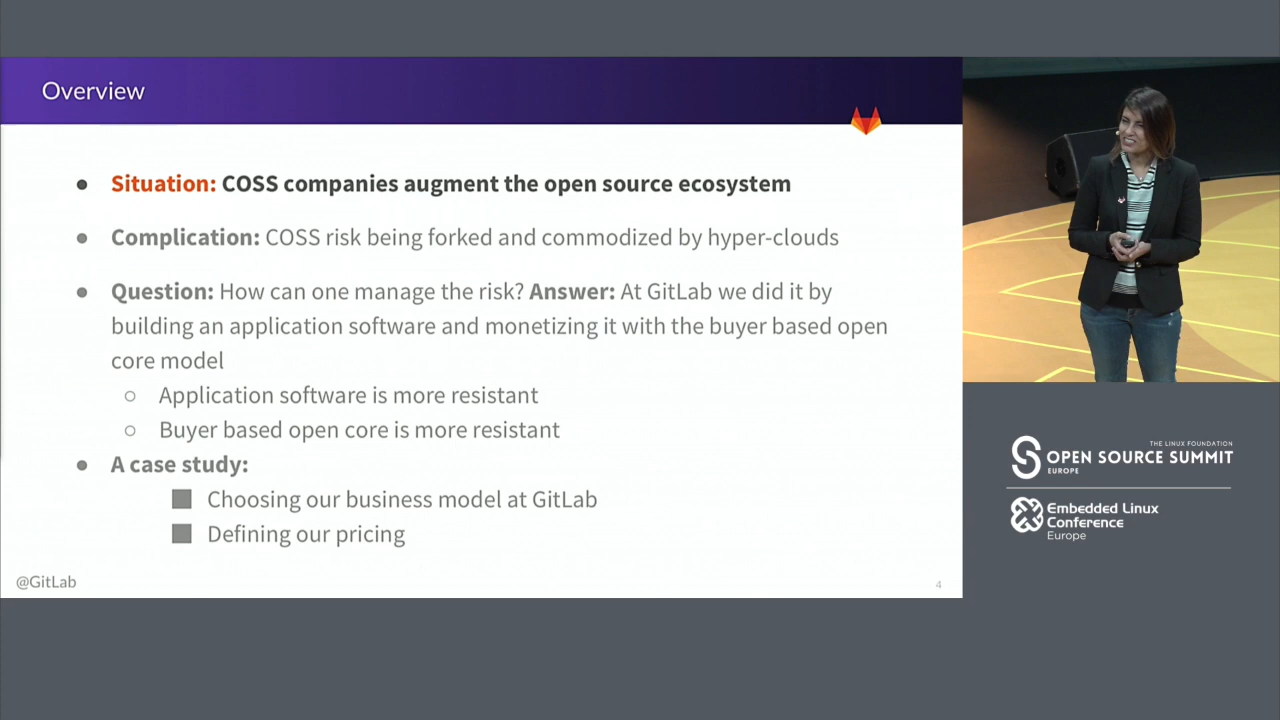 Overview
• Situation: COSS companies augment the open source ecosystem
• Complication: COSS risk being forked and commodized by hyper-clouds
• Question: How can one manage the risk? Answer: At GitLab we did it by
building an application software and monetizing it with the buyer based open
core model
○ Application software is more resistant
○ Buyer based open core is more resistant
• A case study:
■ Choosing our business model at GitLab
■ Defining our pricing
@GitLab
4
THE LINUX FOUNDATION
OPEN SOURCE SUMMIT
EUROPE
Embedded Linux
Conference
Europe